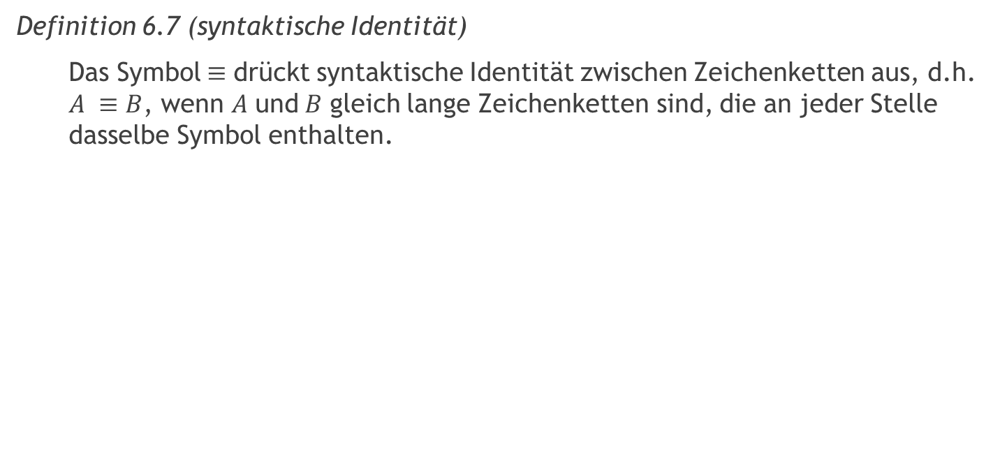 Definition 6.7 (syntaktische Identität)
Das Symbol ≡ drückt syntaktische Identität zwischen Zeichenketten aus, d.h.
A ≡ B, wenn A und B gleich lange Zeichenketten sind, die an jeder Stelle
dasselbe Symbol enthalten.